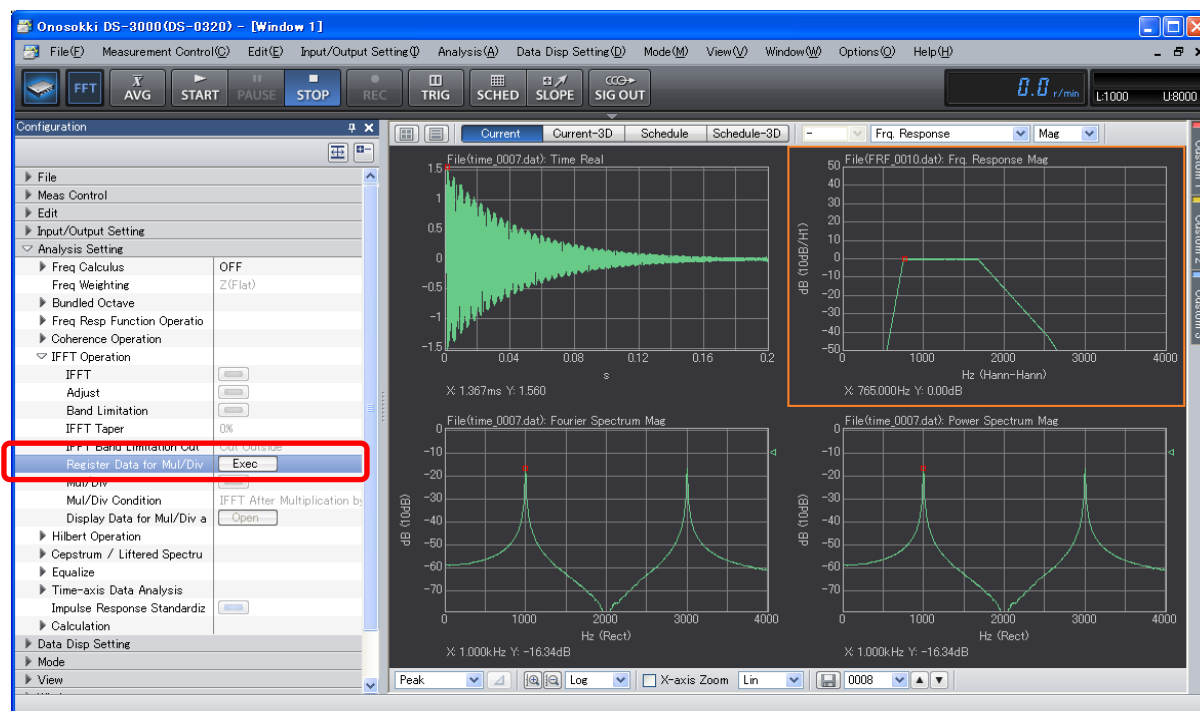 Onosokki DS-3000(DS-0320) - [Window 1]
File(F) Measurement Control(C) Edit(E) Input/Output Setting(I) Analysis(A) Data Disp Setting(D) Mode(M) View(V) Window(W) Options(O) Help(H)
FFT X AVG START PAUSE STOP REC TRIG SCHED SLOPE SIG OUT 0.0 r/min L:1000 U:8000
Configuration
Current Current-3D Schedule Schedule-3D - Frq. Response Mag
File
Meas Control
Edit
Input/Output Setting
Analysis Setting
Freq Calculus OFF
Freq Weighting Z(Flat)
Bundled Octave
Freq Resp Function Operatio
Coherence Operation
IFFT Operation
IFFT
Adjust
Band Limitation
IFFT Taper 0%
IFFT Band Limitation Cut Cut Outside
Register Data for Mul/Div Exec
Mul/Div
Mul/Div Condition IFFT After Multiplication by
Display Data for Mul/Div a Open
Hilbert Operation
Cepstrum / Liftered Spectru
Equalize
Time-axis Data Analysis
Impulse Response Standardiz
Calculation
Data Disp Setting
Mode
View
File(time_0007.dat): Time Real
1.5
1
0.5
0
-0.5
-1
-1.5
0 0.04 0.08 0.12 0.16 0.2
s
X: 1.367ms Y: 1.560
File(FRF_0010.dat): Frq. Response Mag
50
40
30
20
10
0
-10
-20
-30
-40
-50
dB (10dB/H1)
0 1000 2000 3000 4000
Hz (Hann-Hann)
X: 765.000Hz Y: 0.00dB
File(time_0007.dat): Fourier Spectrum Mag
0
-10
-20
-30
-40
-50
-60
-70
dB (10dB)
0 1000 2000 3000 4000
Hz (Rect)
X: 1.000kHz Y: -16.34dB
File(time_0007.dat): Power Spectrum Mag
0
-10
-20
-30
-40
-50
-60
-70
dB (10dB)
0 1000 2000 3000 4000
Hz (Rect)
X: 1.000kHz Y: -16.34dB
Peak Log X-axis Zoom Lin 0008
Custom 1
Custom 2
Custom 3